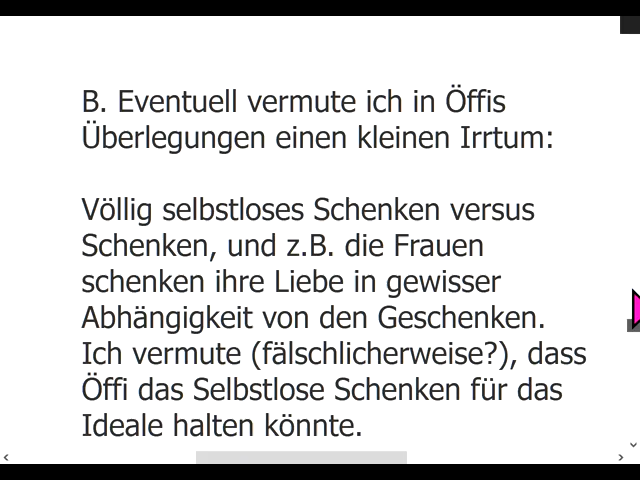 B. Eventuell vermute ich in Öffis
Überlegungen einen kleinen Irrtum:
Völlig selbstloses Schenken versus
Schenken, und z.B. die Frauen
schenken ihre Liebe in gewisser
Abhängigkeit von den Geschenken.
Ich vermute (fälschlicherweise?), dass
Öffi das Selbstlose Schenken für das
Ideale halten könnte.